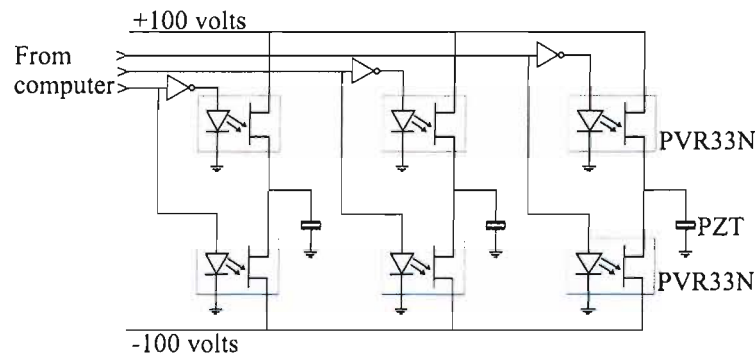 +100 volts
From
computer
PVR33N
PZT
PVR33N
-100 volts